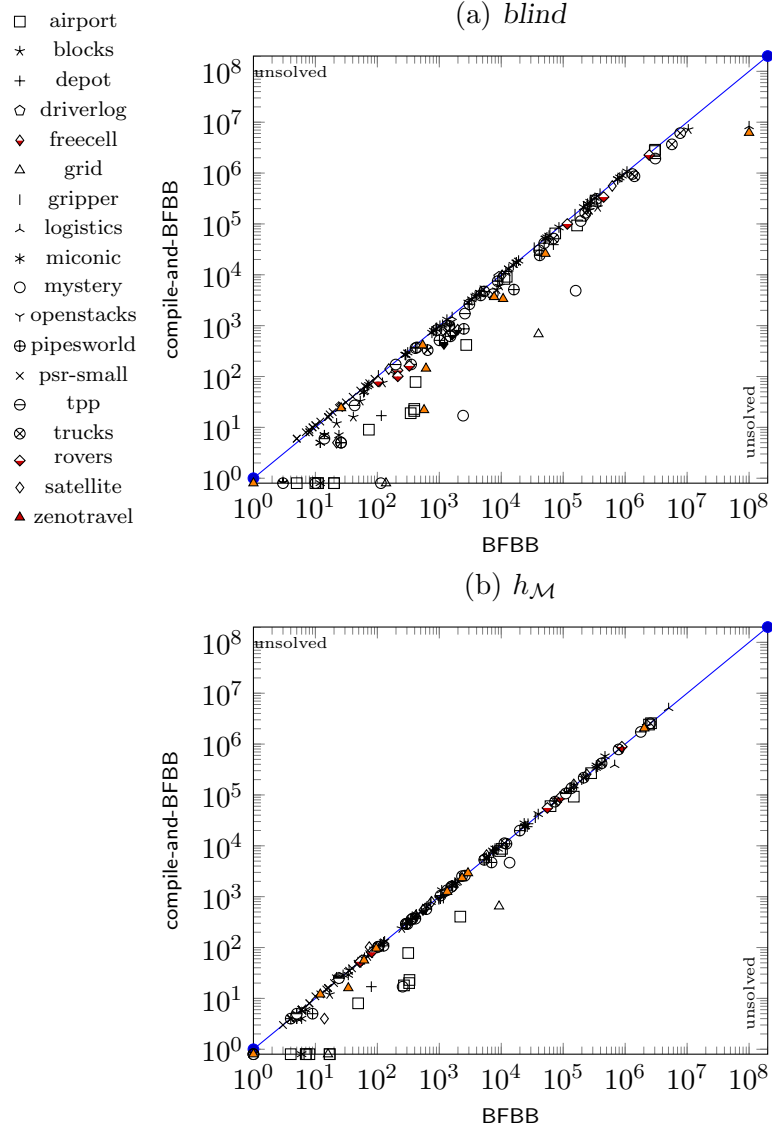 (a) blind
airport
blocks
depot
driverlog
freecell
grid
gripper
logistics
miconic
mystery
openstacks
pipesworld
psr-small
tpp
trucks
rovers
satellite
zenotravel
10^8
10^7
10^6
10^5
10^4
10^3
10^2
10^1
10^0
compile-and-BFBB
unsolved
unsolved
10^0 10^1 10^2 10^3 10^4 10^5 10^6 10^7 10^8
BFBB
(b) h_ℳ
10^8
10^7
10^6
10^5
10^4
10^3
10^2
10^1
10^0
compile-and-BFBB
unsolved
unsolved
10^0 10^1 10^2 10^3 10^4 10^5 10^6 10^7 10^8
BFBB